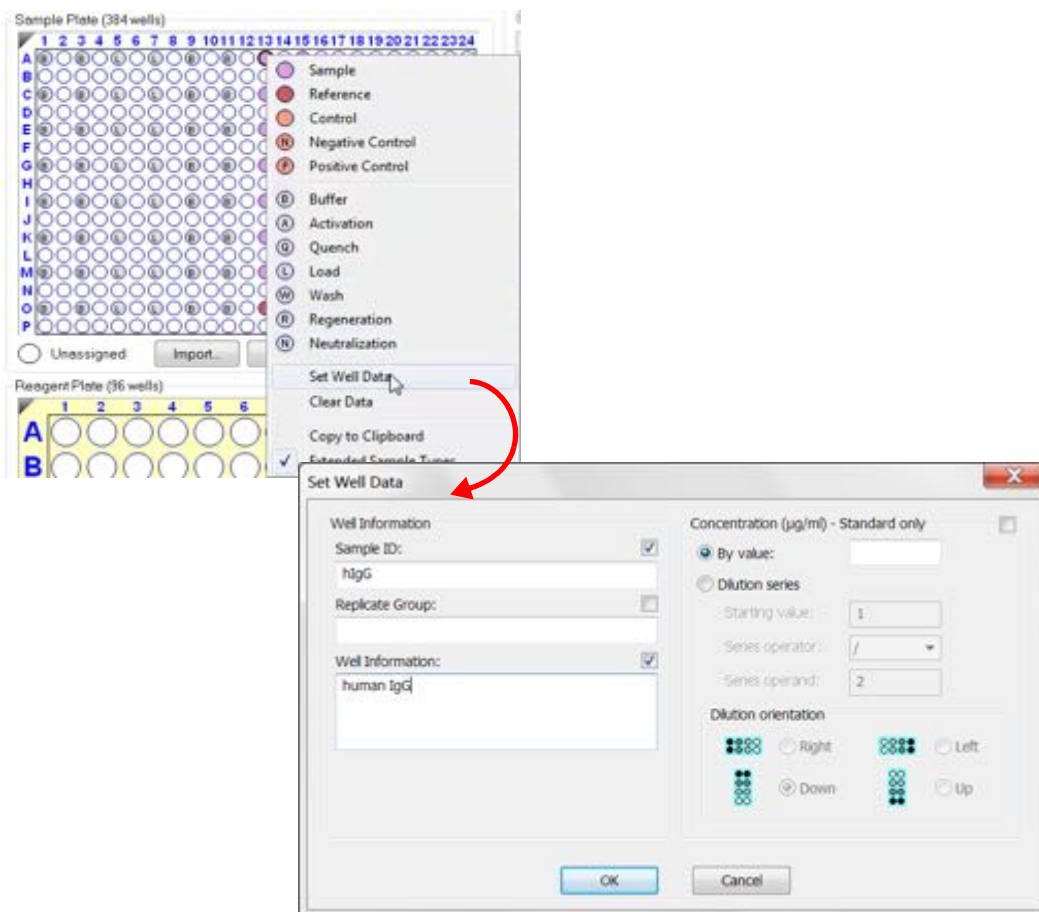 Sample Plate (384 wells)
1 2 3 4 5 6 7 8 9 10 11 12 13 14 15 16 17 18 19 20 21 22 23 24
A
B
C
D
E
F
G
H
I
J
K
L
M
N
O
P
Sample
Reference
Control
N Negative Control
P Positive Control
B Buffer
A Activation
Q Quench
L Load
W Wash
R Regeneration
N Neutralization
Set Well Data
Clear Data
Copy to Clipboard
Extended Sample Types
Unassigned
Import...
Reagent Plate (96 wells)
1 2 3 4 5 6
A
B
Set Well Data
Well Information
Sample ID:
hIgG
Replicate Group:
Well Information:
human IgG
Concentration (µg/ml) - Standard only
By value:
Dilution series
Starting value: 1
Series operator: /
Series operand: 2
Dilution orientation
Right
Left
Down
Up
OK
Cancel